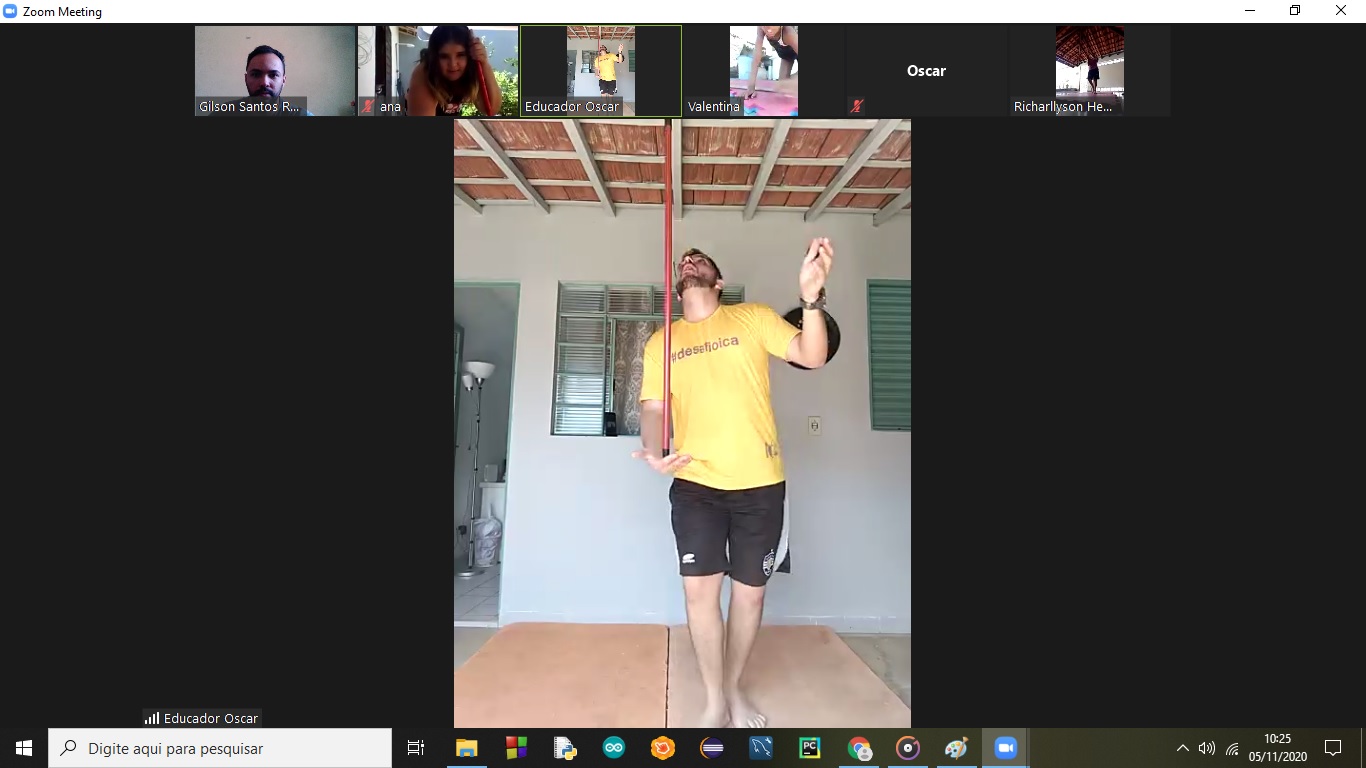 Zoom Meeting
Gilson Santos R...
ana
Educador Oscar
Valentina
Oscar
Richarllyson He...
#desafioica
Educador Oscar
Digite aqui para pesquisar
PC
10:25
05/11/2020